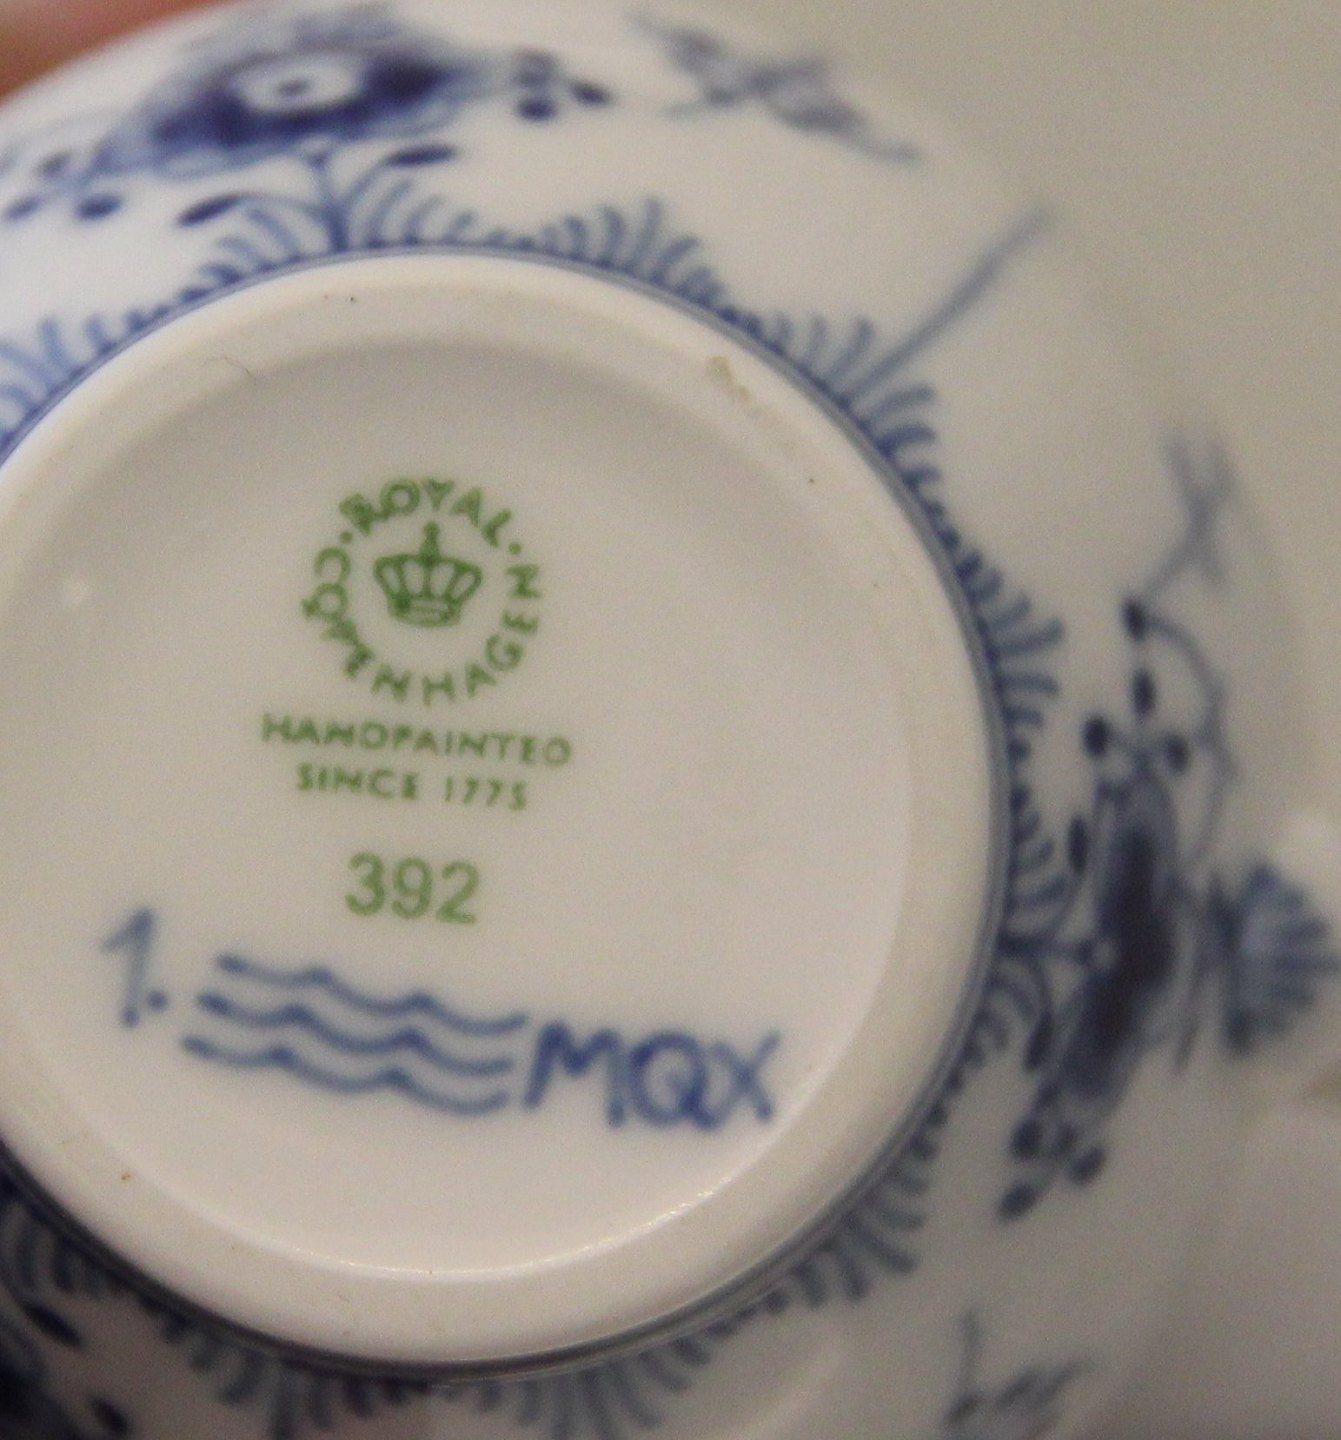 ROYAL · COPENHAGEN ·
HANDPAINTED
SINCE 1775
392
1. MQX